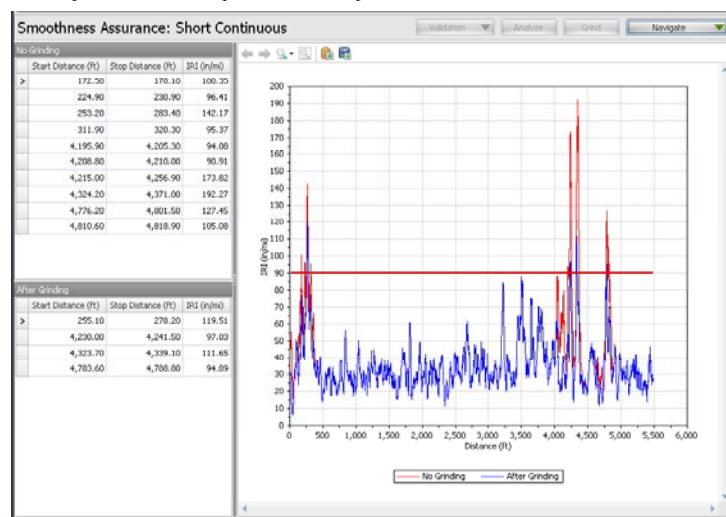 Smoothness Assurance: Short Continuous
Validation Analyze Grind Navigate
No Grinding
Start Distance (ft) Stop Distance (ft) IRI (in/mi)
172.50 178.10 100.35
224.90 230.90 96.41
253.20 283.40 142.17
311.90 320.30 95.37
4,195.90 4,205.30 94.08
4,208.80 4,210.00 90.91
4,215.00 4,256.90 173.82
4,324.20 4,371.00 192.27
4,776.20 4,801.50 127.45
4,810.60 4,818.90 105.08
After Grinding
Start Distance (ft) Stop Distance (ft) IRI (in/mi)
255.10 278.20 119.51
4,230.00 4,241.50 97.03
4,323.70 4,339.10 111.65
4,783.60 4,788.80 94.89
200
190
180
170
160
150
140
130
120
110
100
90
80
70
60
50
40
30
20
10
0
IRI (in/mi)
0 500 1,000 1,500 2,000 2,500 3,000 3,500 4,000 4,500 5,000 5,500 6,000
Distance (ft)
No Grinding After Grinding